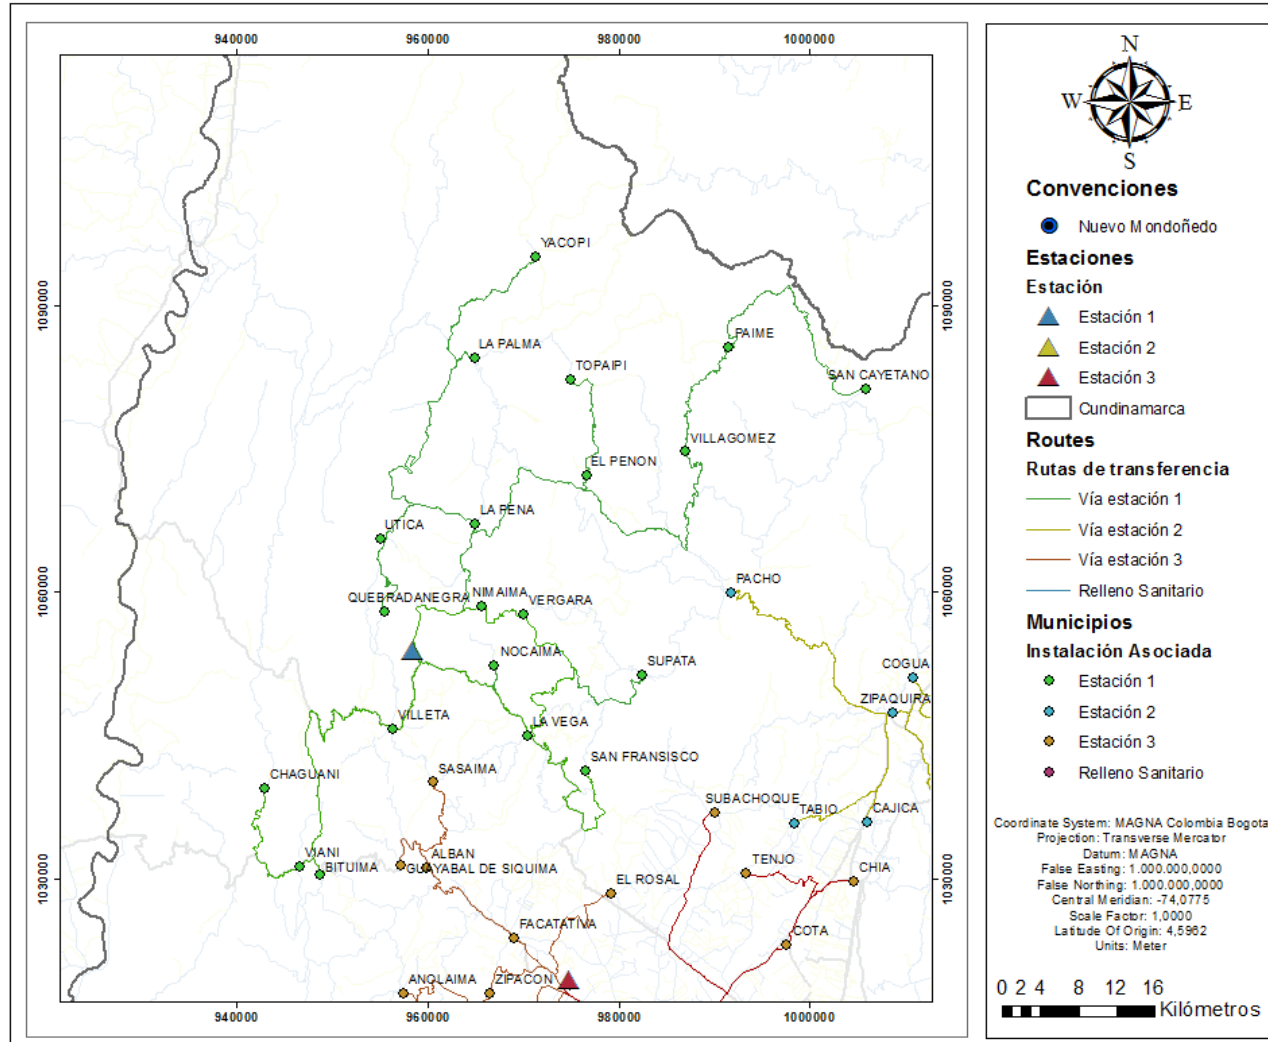 940000 960000 980000 1000000
1090000 1090000
1060000 1060000
1030000 1030000
YACOPI
PAIME
LA PALMA
TOPAIPI
SAN CAYETANO
VILLAGOMEZ
EL PENON
LA PENA
UTICA
PACHO
QUEBRADANEGRA
NIMAIMA
VERGARA
NOCAIMA
SUPATA
COGUA
ZIPAQUIRA
VILLETA
LA VEGA
SAN FRANSISCO
CHAGUANI
SASAIMA
SUBACHOQUE
TABIO
CAJICA
VIANI
BITUIMA
ALBAN
GUAYABAL DE SIQUIMA
TENJO
CHIA
EL ROSAL
FACATATIVA
COTA
ANOLAIMA
ZIPACON
940000 960000 980000 1000000
N
W E
S
Convenciones
Nuevo Mondoñedo
Estaciones
Estación
Estación 1
Estación 2
Estación 3
Cundinamarca
Routes
Rutas de transferencia
Vía estación 1
Vía estación 2
Vía estación 3
Relleno Sanitario
Municipios
Instalación Asociada
Estación 1
Estación 2
Estación 3
Relleno Sanitario
Coordinate System: MAGNA Colombia Bogota
Projection: Transverse Mercator
Datum: MAGNA
False Easting: 1.000.000,0000
False Northing: 1.000.000,0000
Central Meridian: -74,0775
Scale Factor: 1,0000
Latitude Of Origin: 4,5962
Units: Meter
0 2 4 8 12 16
Kilómetros